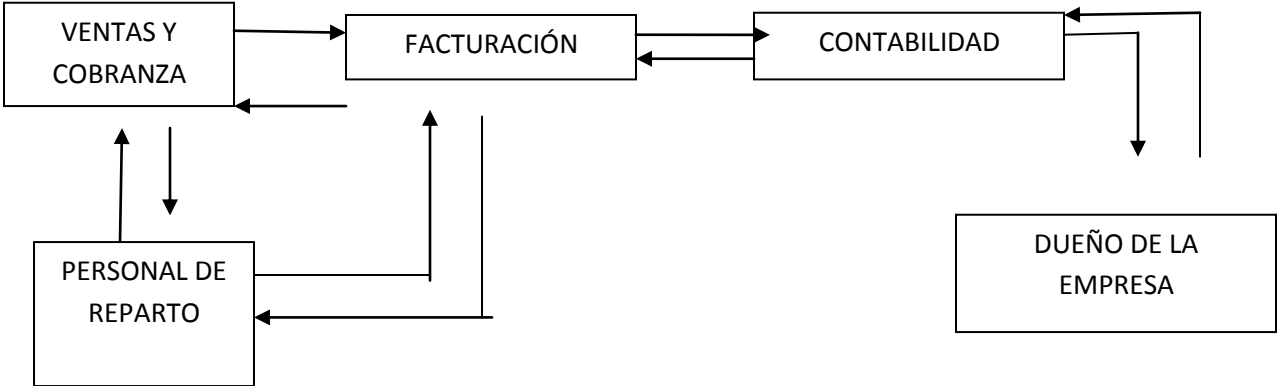 VENTAS Y
COBRANZA
FACTURACIÓN
CONTABILIDAD
PERSONAL DE
REPARTO
DUEÑO DE LA
EMPRESA